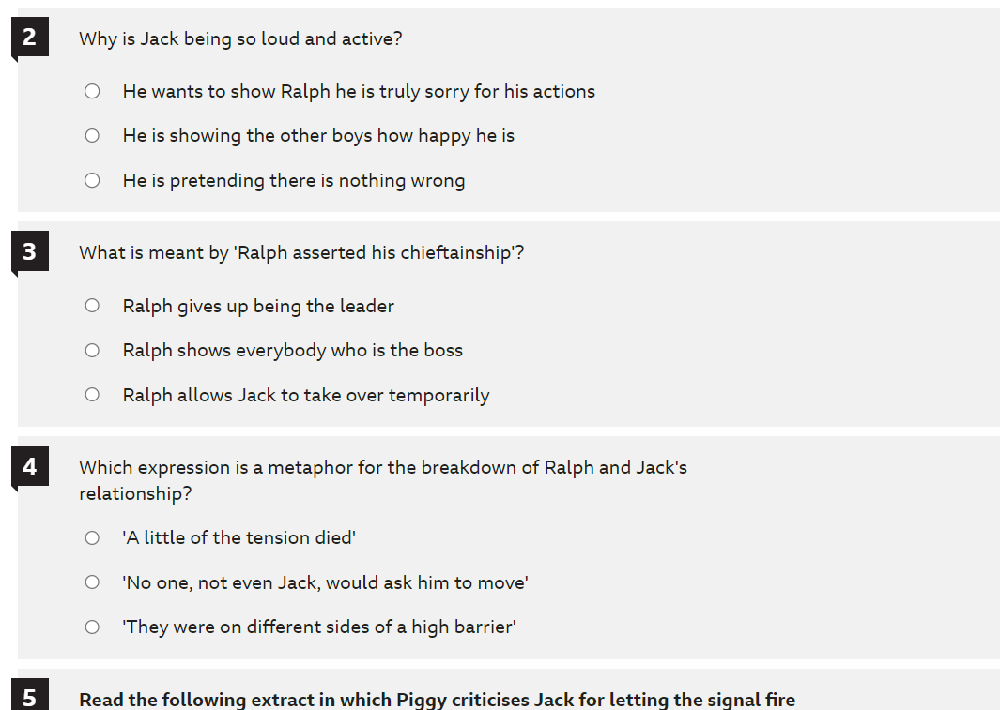 2
Why is Jack being so loud and active?
He wants to show Ralph he is truly sorry for his actions
He is showing the other boys how happy he is
He is pretending there is nothing wrong
3
What is meant by 'Ralph asserted his chieftainship'?
Ralph gives up being the leader
Ralph shows everybody who is the boss
Ralph allows Jack to take over temporarily
4
Which expression is a metaphor for the breakdown of Ralph and Jack's
relationship?
'A little of the tension died'
'No one, not even Jack, would ask him to move'
'They were on different sides of a high barrier'
5
Read the following extract in which Piggy criticises Jack for letting the signal fire